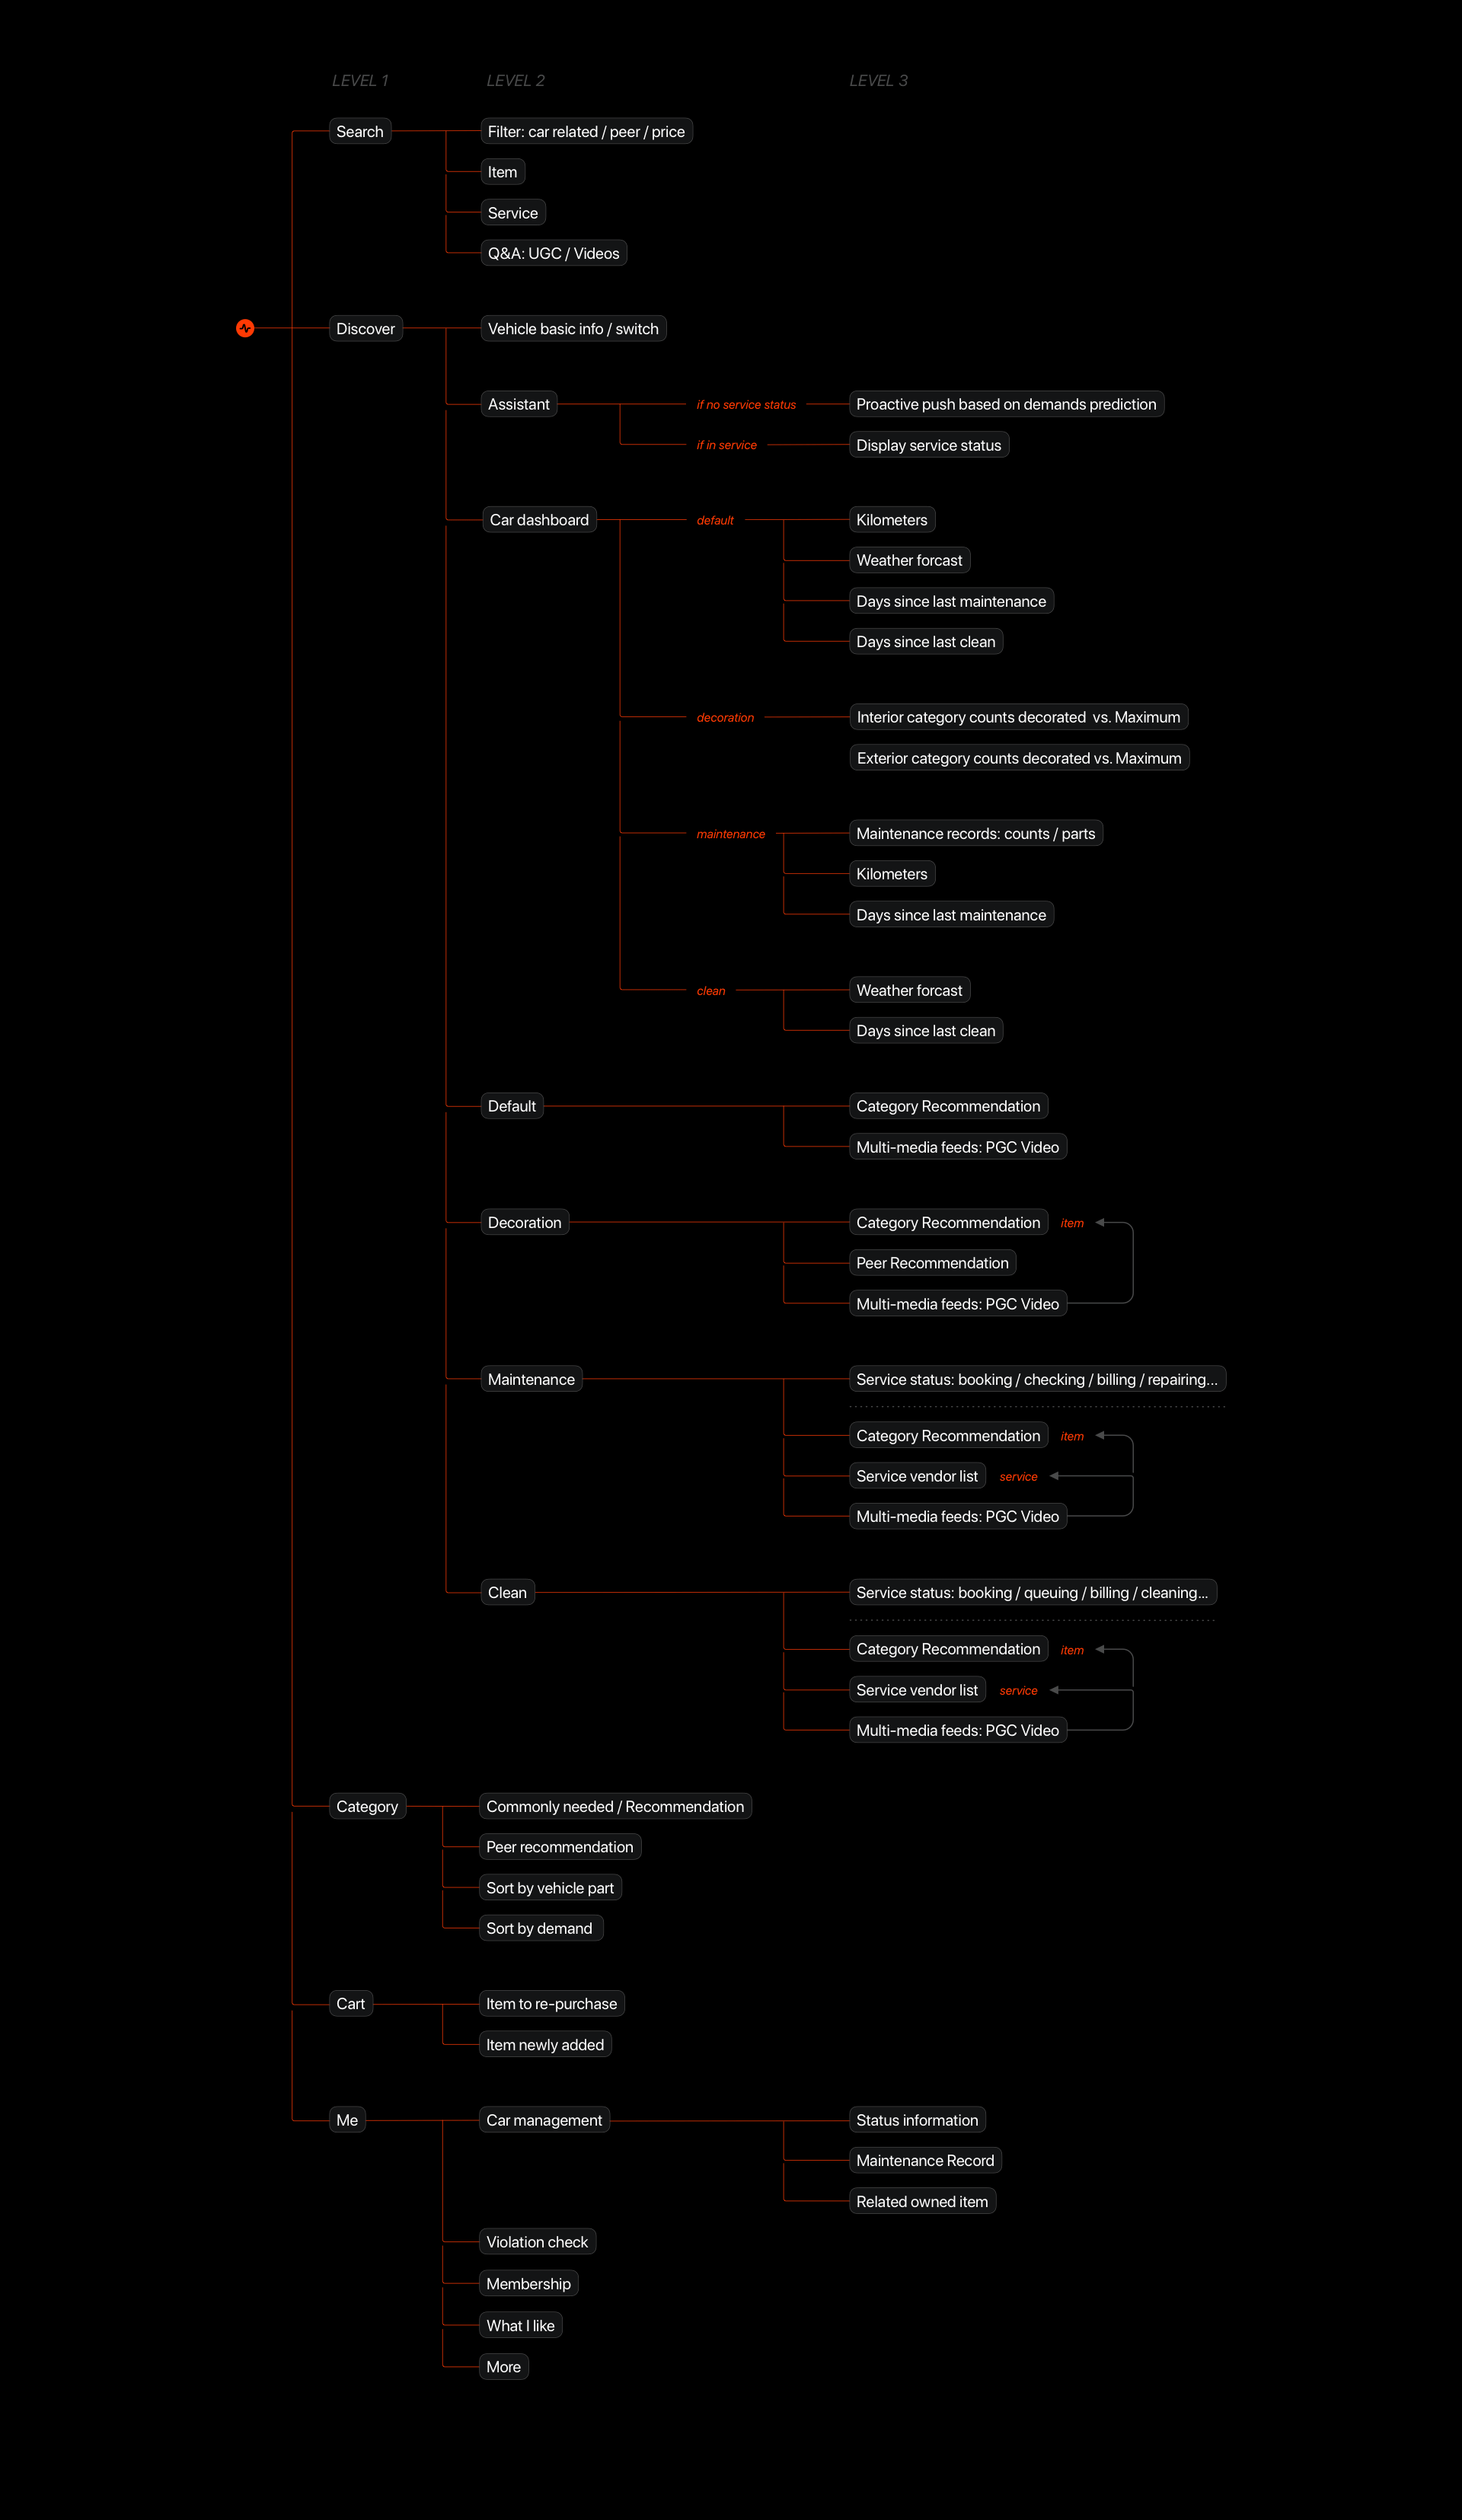 LEVEL 1 LEVEL 2 LEVEL 3
Search Filter: car related / peer / price
Item
Service
Q&A: UGC / Videos
Discover Vehicle basic info / switch
Assistant if no service status Proactive push based on demands prediction
if in service Display service status
Car dashboard default Kilometers
Weather forcast
Days since last maintenance
Days since last clean
decoration Interior category counts decorated vs. Maximum
Exterior category counts decorated vs. Maximum
maintenance Maintenance records: counts / parts
Kilometers
Days since last maintenance
clean Weather forcast
Days since last clean
Default Category Recommendation
Multi-media feeds: PGC Video
Decoration Category Recommendation item
Peer Recommendation
Multi-media feeds: PGC Video
Maintenance Service status: booking / checking / billing / repairing...
Category Recommendation item
Service vendor list service
Multi-media feeds: PGC Video
Clean Service status: booking / queuing / billing / cleaning...
Category Recommendation item
Service vendor list service
Multi-media feeds: PGC Video
Category Commonly needed / Recommendation
Peer recommendation
Sort by vehicle part
Sort by demand
Cart Item to re-purchase
Item newly added
Me Car management Status information
Maintenance Record
Related owned item
Violation check
Membership
What I like
More